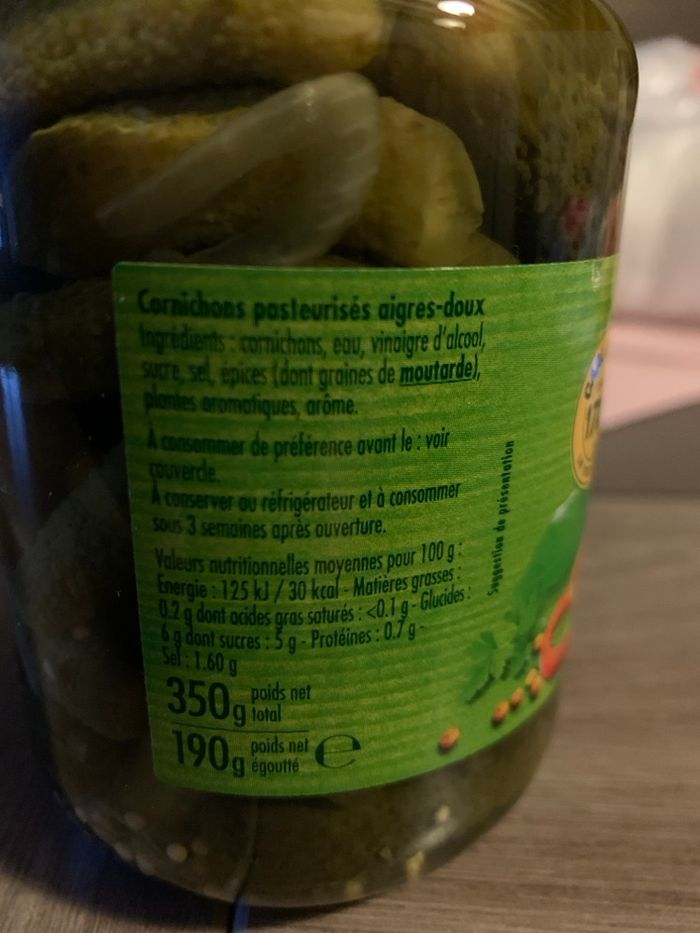 Cornichons pasteurisés aigres-doux
Ingrédients : cornichons, eau, vinaigre d'alcool,
sucre, sel, épices (dont graines de moutarde),
plantes aromatiques, arôme.
À consommer de préférence avant le : voir
couvercle.
À conserver au réfrigérateur et à consommer
sous 3 semaines après ouverture.
Valeurs nutritionnelles moyennes pour 100 g :
Energie : 125 kJ / 30 kcal - Matières grasses :
0.2 g dont acides gras saturés : <0.1 g - Glucides :
6 g dont sucres : 5 g - Protéines : 0.7 g -
Sel : 1.60 g
350g poids net
total
190g poids net
égoutté e
Suggestion de présentation